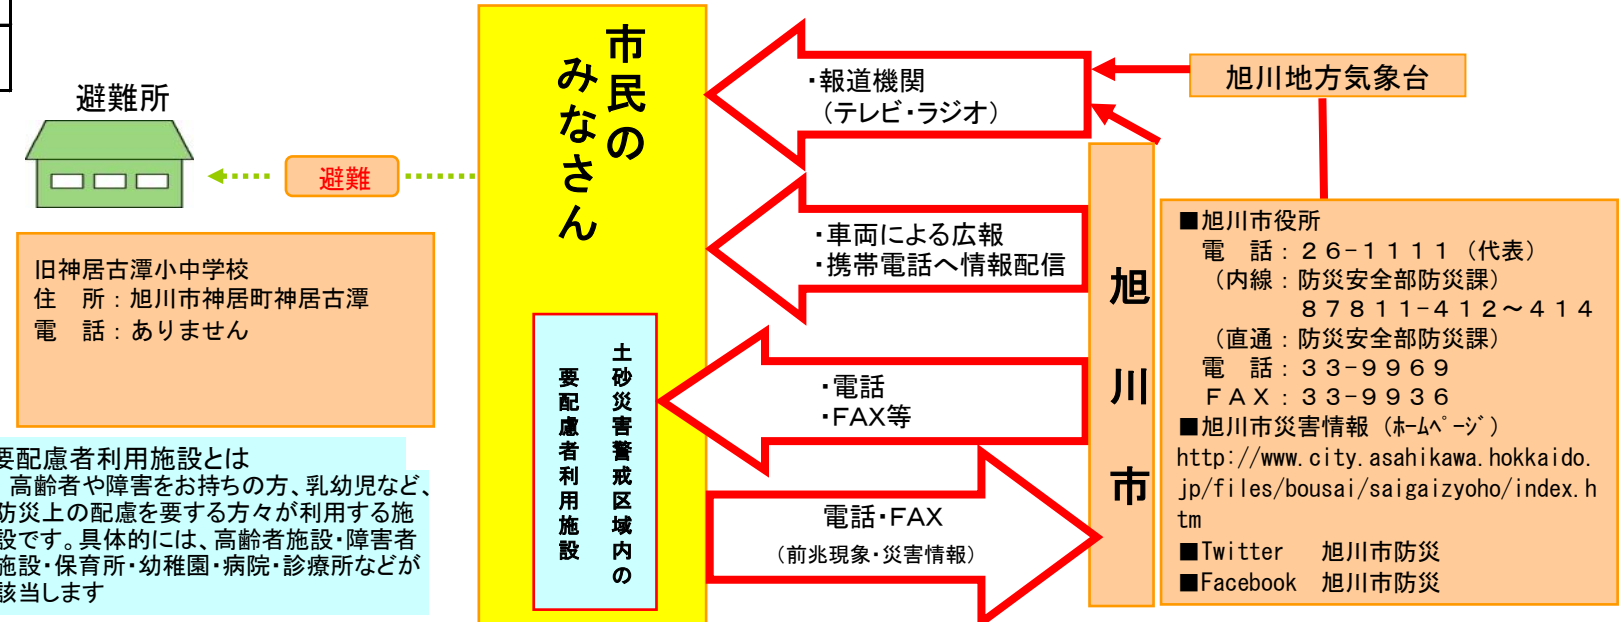 避難所
避難
旧神居古潭小中学校
住　所：旭川市神居町神居古潭
電　話：ありません
要配慮者利用施設とは
高齢者や障害をお持ちの方、乳幼児など、
防災上の配慮を要する方々が利用する施
設です。具体的には、高齢者施設・障害者
施設・保育所・幼稚園・病院・診療所などが
該当します
市民の
みなさん
土砂災害警戒区域内の
要配慮者利用施設
・報道機関
（テレビ・ラジオ）
・車両による広報
・携帯電話へ情報配信
・電話
・FAX等
電話・FAX
（前兆現象・災害情報）
旭川市
旭川地方気象台
■旭川市役所
電　話：２６－１１１１（代表）
（内線：防災安全部防災課）
８７８１１－４１２～４１４
（直通：防災安全部防災課）
電　話：３３－９９６９
ＦＡＸ：３３－９９３６
■旭川市災害情報（ﾎｰﾑﾍﾟｰｼﾞ）
http://www.city.asahikawa.hokkaido.
jp/files/bousai/saigaizyoho/index.h
tm
■Twitter　旭川市防災
■Facebook　旭川市防災